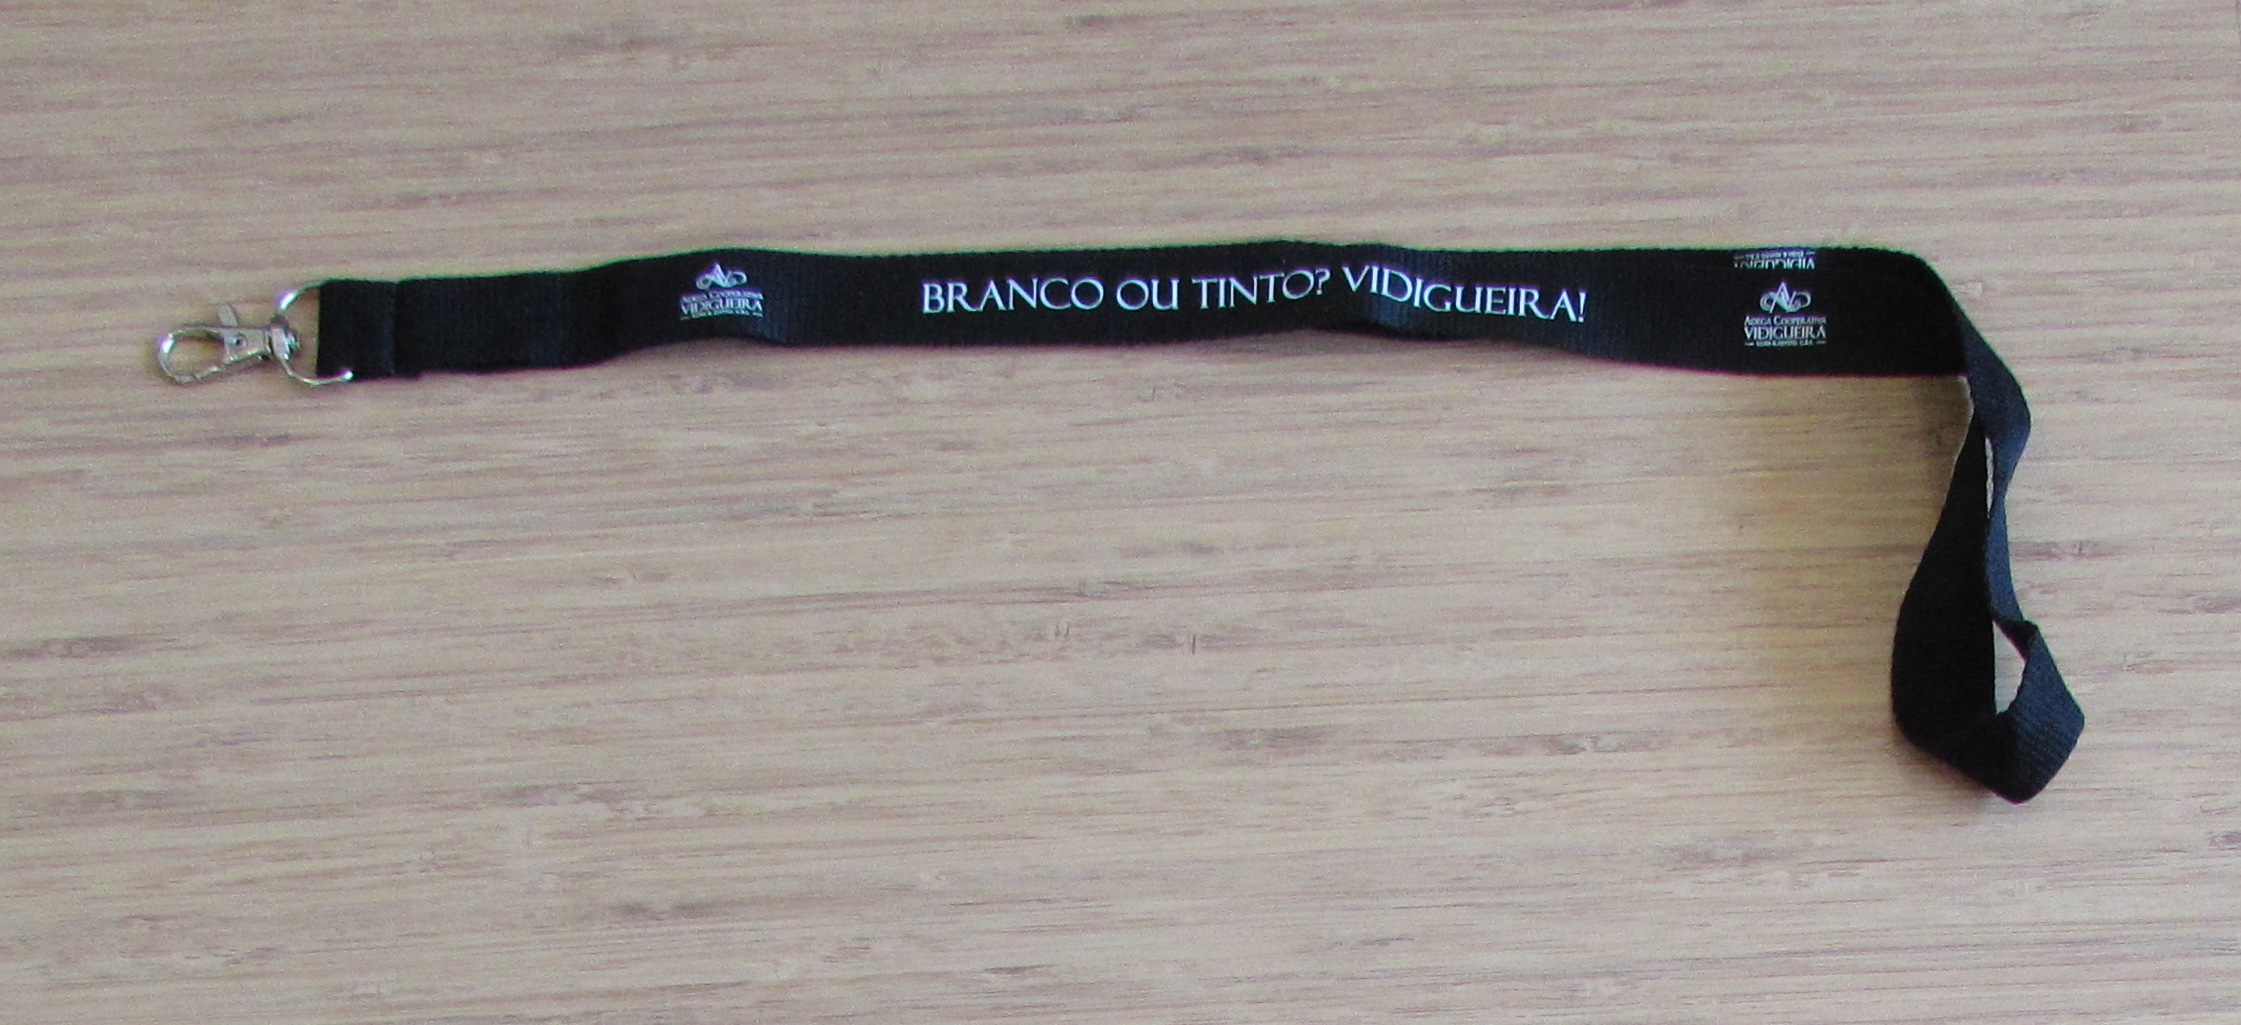 ADEGA COOPERATIVA
VIDIGUEIRA
BRANCO OU TINTO? VIDIGUEIRA!
VIDIGUEIRA
ADEGA COOPERATIVA
VIDIGUEIRA